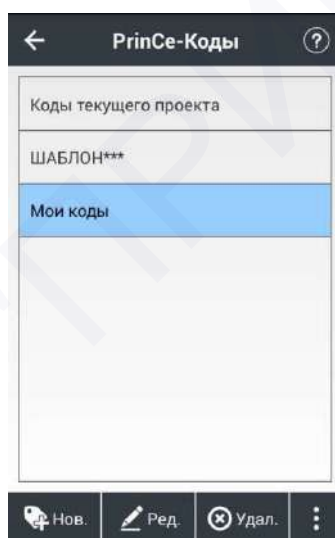 PrinCe-Коды
?
Коды текущего проекта
ШАБЛОН***
Мои коды
Нов.
Ред.
Удал.